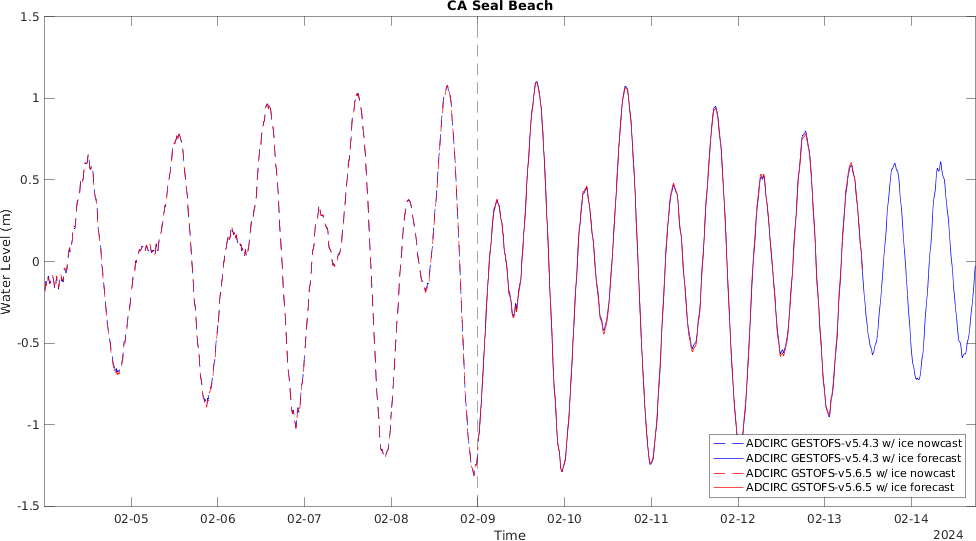 CA Seal Beach
1.5
1
0.5
0
-0.5
-1
-1.5
Water Level (m)
02-05 02-06 02-07 02-08 02-09 02-10 02-11 02-12 02-13 02-14
Time
2024
ADCIRC GESTOFS-v5.4.3 w/ ice nowcast
ADCIRC GESTOFS-v5.4.3 w/ ice forecast
ADCIRC GSTOFS-v5.6.5 w/ ice nowcast
ADCIRC GSTOFS-v5.6.5 w/ ice forecast